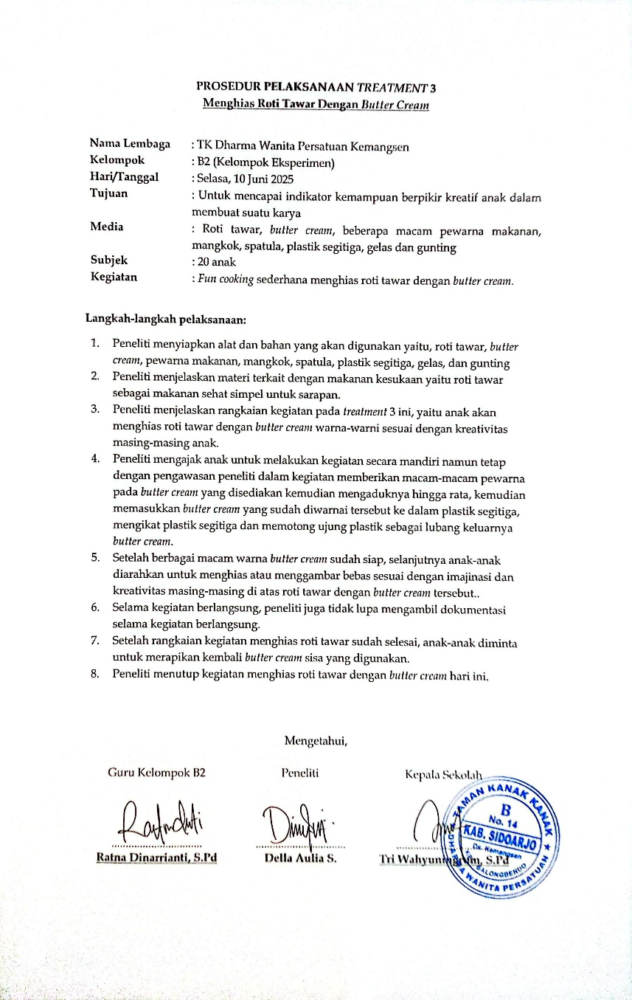 PROSEDUR PELAKSANAAN TREATMENT 3
Menghias Roti Tawar Dengan Butter Cream
Nama Lembaga : TK Dharma Wanita Persatuan Kemangsen
Kelompok : B2 (Kelompok Eksperimen)
Hari/Tanggal : Selasa, 10 Juni 2025
Tujuan : Untuk mencapai indikator kemampuan berpikir kreatif anak dalam
membuat suatu karya
Media : Roti tawar, butter cream, beberapa macam pewarna makanan,
mangkok, spatula, plastik segitiga, gelas dan gunting
Subjek : 20 anak
Kegiatan : Fun cooking sederhana menghias roti tawar dengan butter cream.
Langkah-langkah pelaksanaan:
1. Peneliti menyiapkan alat dan bahan yang akan digunakan yaitu, roti tawar, butter
cream, pewarna makanan, mangkok, spatula, plastik segitiga, gelas, dan gunting
2. Peneliti menjelaskan materi terkait dengan makanan kesukaan yaitu roti tawar
sebagai makanan sehat simpel untuk sarapan.
3. Peneliti menjelaskan rangkaian kegiatan pada treatment 3 ini, yaitu anak akan
menghias roti tawar dengan butter cream warna-warni sesuai dengan kreativitas
masing-masing anak.
4. Peneliti mengajak anak untuk melakukan kegiatan secara mandiri namun tetap
dengan pengawasan peneliti dalam kegiatan memberikan macam-macam pewarna
pada butter cream yang disediakan kemudian mengaduknya hingga rata, kemudian
memasukkan butter cream yang sudah diwarnai tersebut ke dalam plastik segitiga,
mengikat plastik segitiga dan memotong ujung plastik sebagai lubang keluarnya
butter cream.
5. Setelah berbagai macam warna butter cream sudah siap, selanjutnya anak-anak
diarahkan untuk menghias atau menggambar bebas sesuai dengan imajinasi dan
kreativitas masing-masing di atas roti tawar dengan butter cream tersebut..
6. Selama kegiatan berlangsung, peneliti juga tidak lupa mengambil dokumentasi
selama kegiatan berlangsung.
7. Setelah rangkaian kegiatan menghias roti tawar sudah selesai, anak-anak diminta
untuk merapikan kembali butter cream sisa yang digunakan.
8. Peneliti menutup kegiatan menghias roti tawar dengan butter cream hari ini.
Mengetahui,
Guru Kelompok B2 Peneliti Kepala Sekolah
Ratna Dinarrianti, S.Pd Della Aulia S. Tri S.Pd
TAMAN KANAK KANAK
B
No. 14
KAB. SIDOARJO
Ds. Kemangsen
BALONGBENDO
DHARMA WANITA PERSATUAN